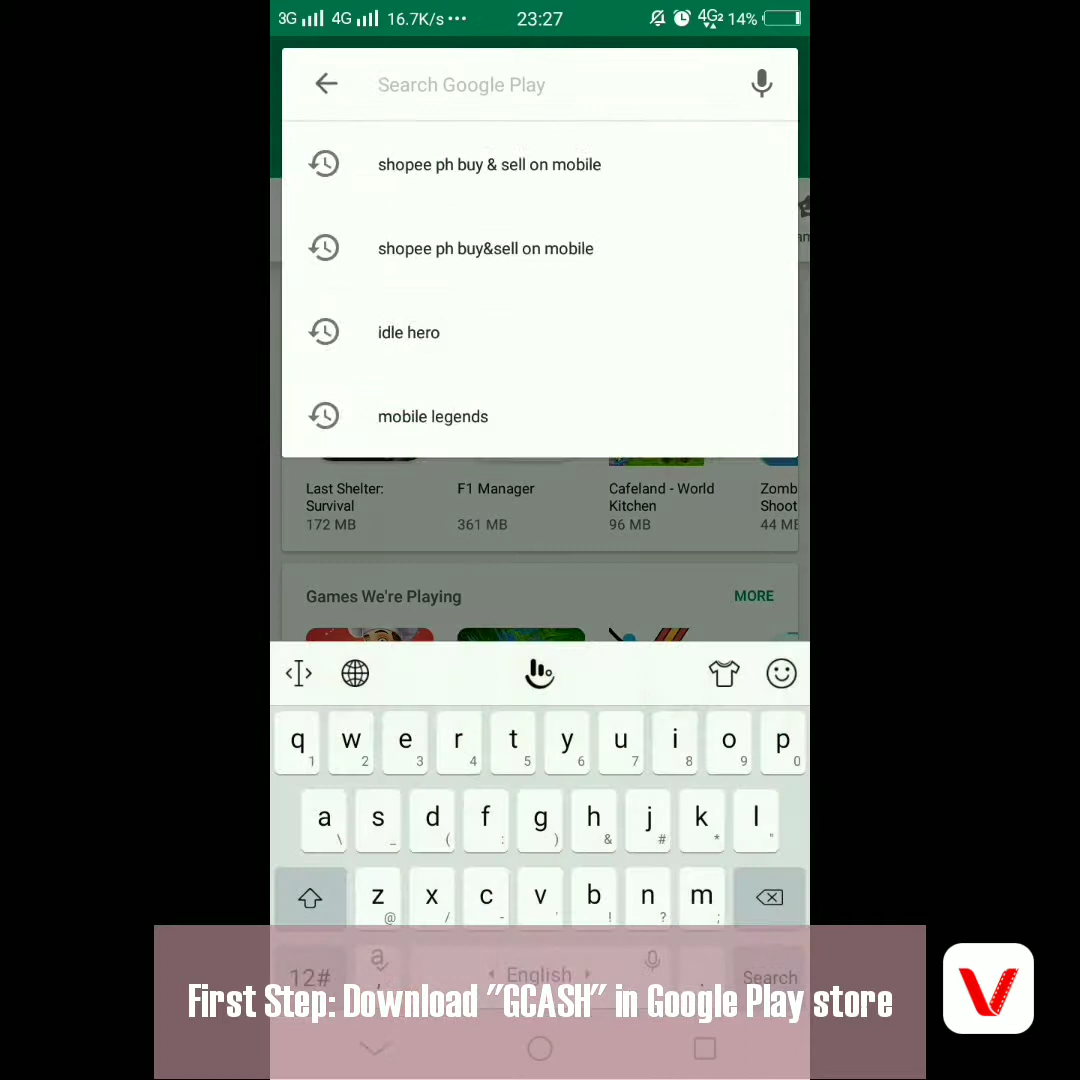 3G 4G 16.7K/s ••• 23:27 4G2 14%
Search Google Play
shopee ph buy & sell on mobile
shopee ph buy&sell on mobile
idle hero
mobile legends
Last Shelter:
Survival
172 MB
F1 Manager
361 MB
Cafeland - World
Kitchen
96 MB
Zomb
Shoot
44 MB
Games We're Playing MORE
q 1 w 2 e 3 r 4 t 5 y 6 u 7 i 8 o 9 p 0
a \ s _ d ( f : g ) h & j # k * l "
z @ x / c - v ' b ! n ? m ;
12# a , English . Search
First Step: Download "GCASH" in Google Play store
V